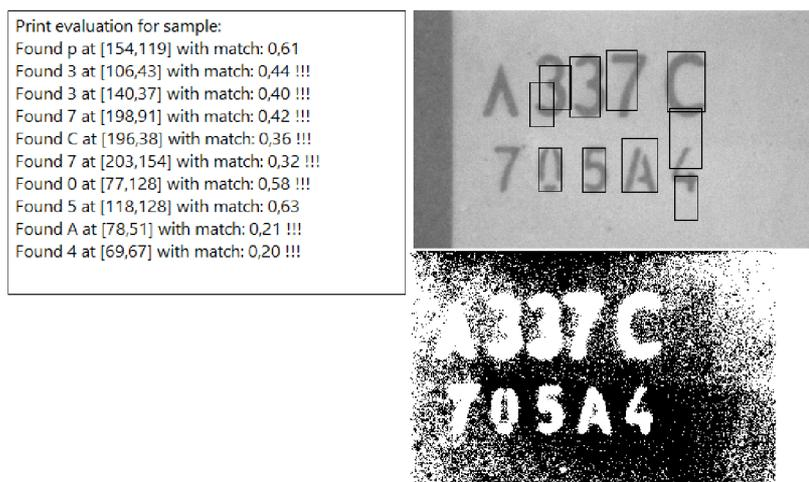 Print evaluation for sample:
Found p at [154,119] with match: 0,61
Found 3 at [106,43] with match: 0,44 !!!
Found 3 at [140,37] with match: 0,40 !!!
Found 7 at [198,91] with match: 0,42 !!!
Found C at [196,38] with match: 0,36 !!!
Found 7 at [203,154] with match: 0,32 !!!
Found 0 at [77,128] with match: 0,58 !!!
Found 5 at [118,128] with match: 0,63
Found A at [78,51] with match: 0,21 !!!
Found 4 at [69,67] with match: 0,20 !!!
A337C
705A4
A337C
705A4